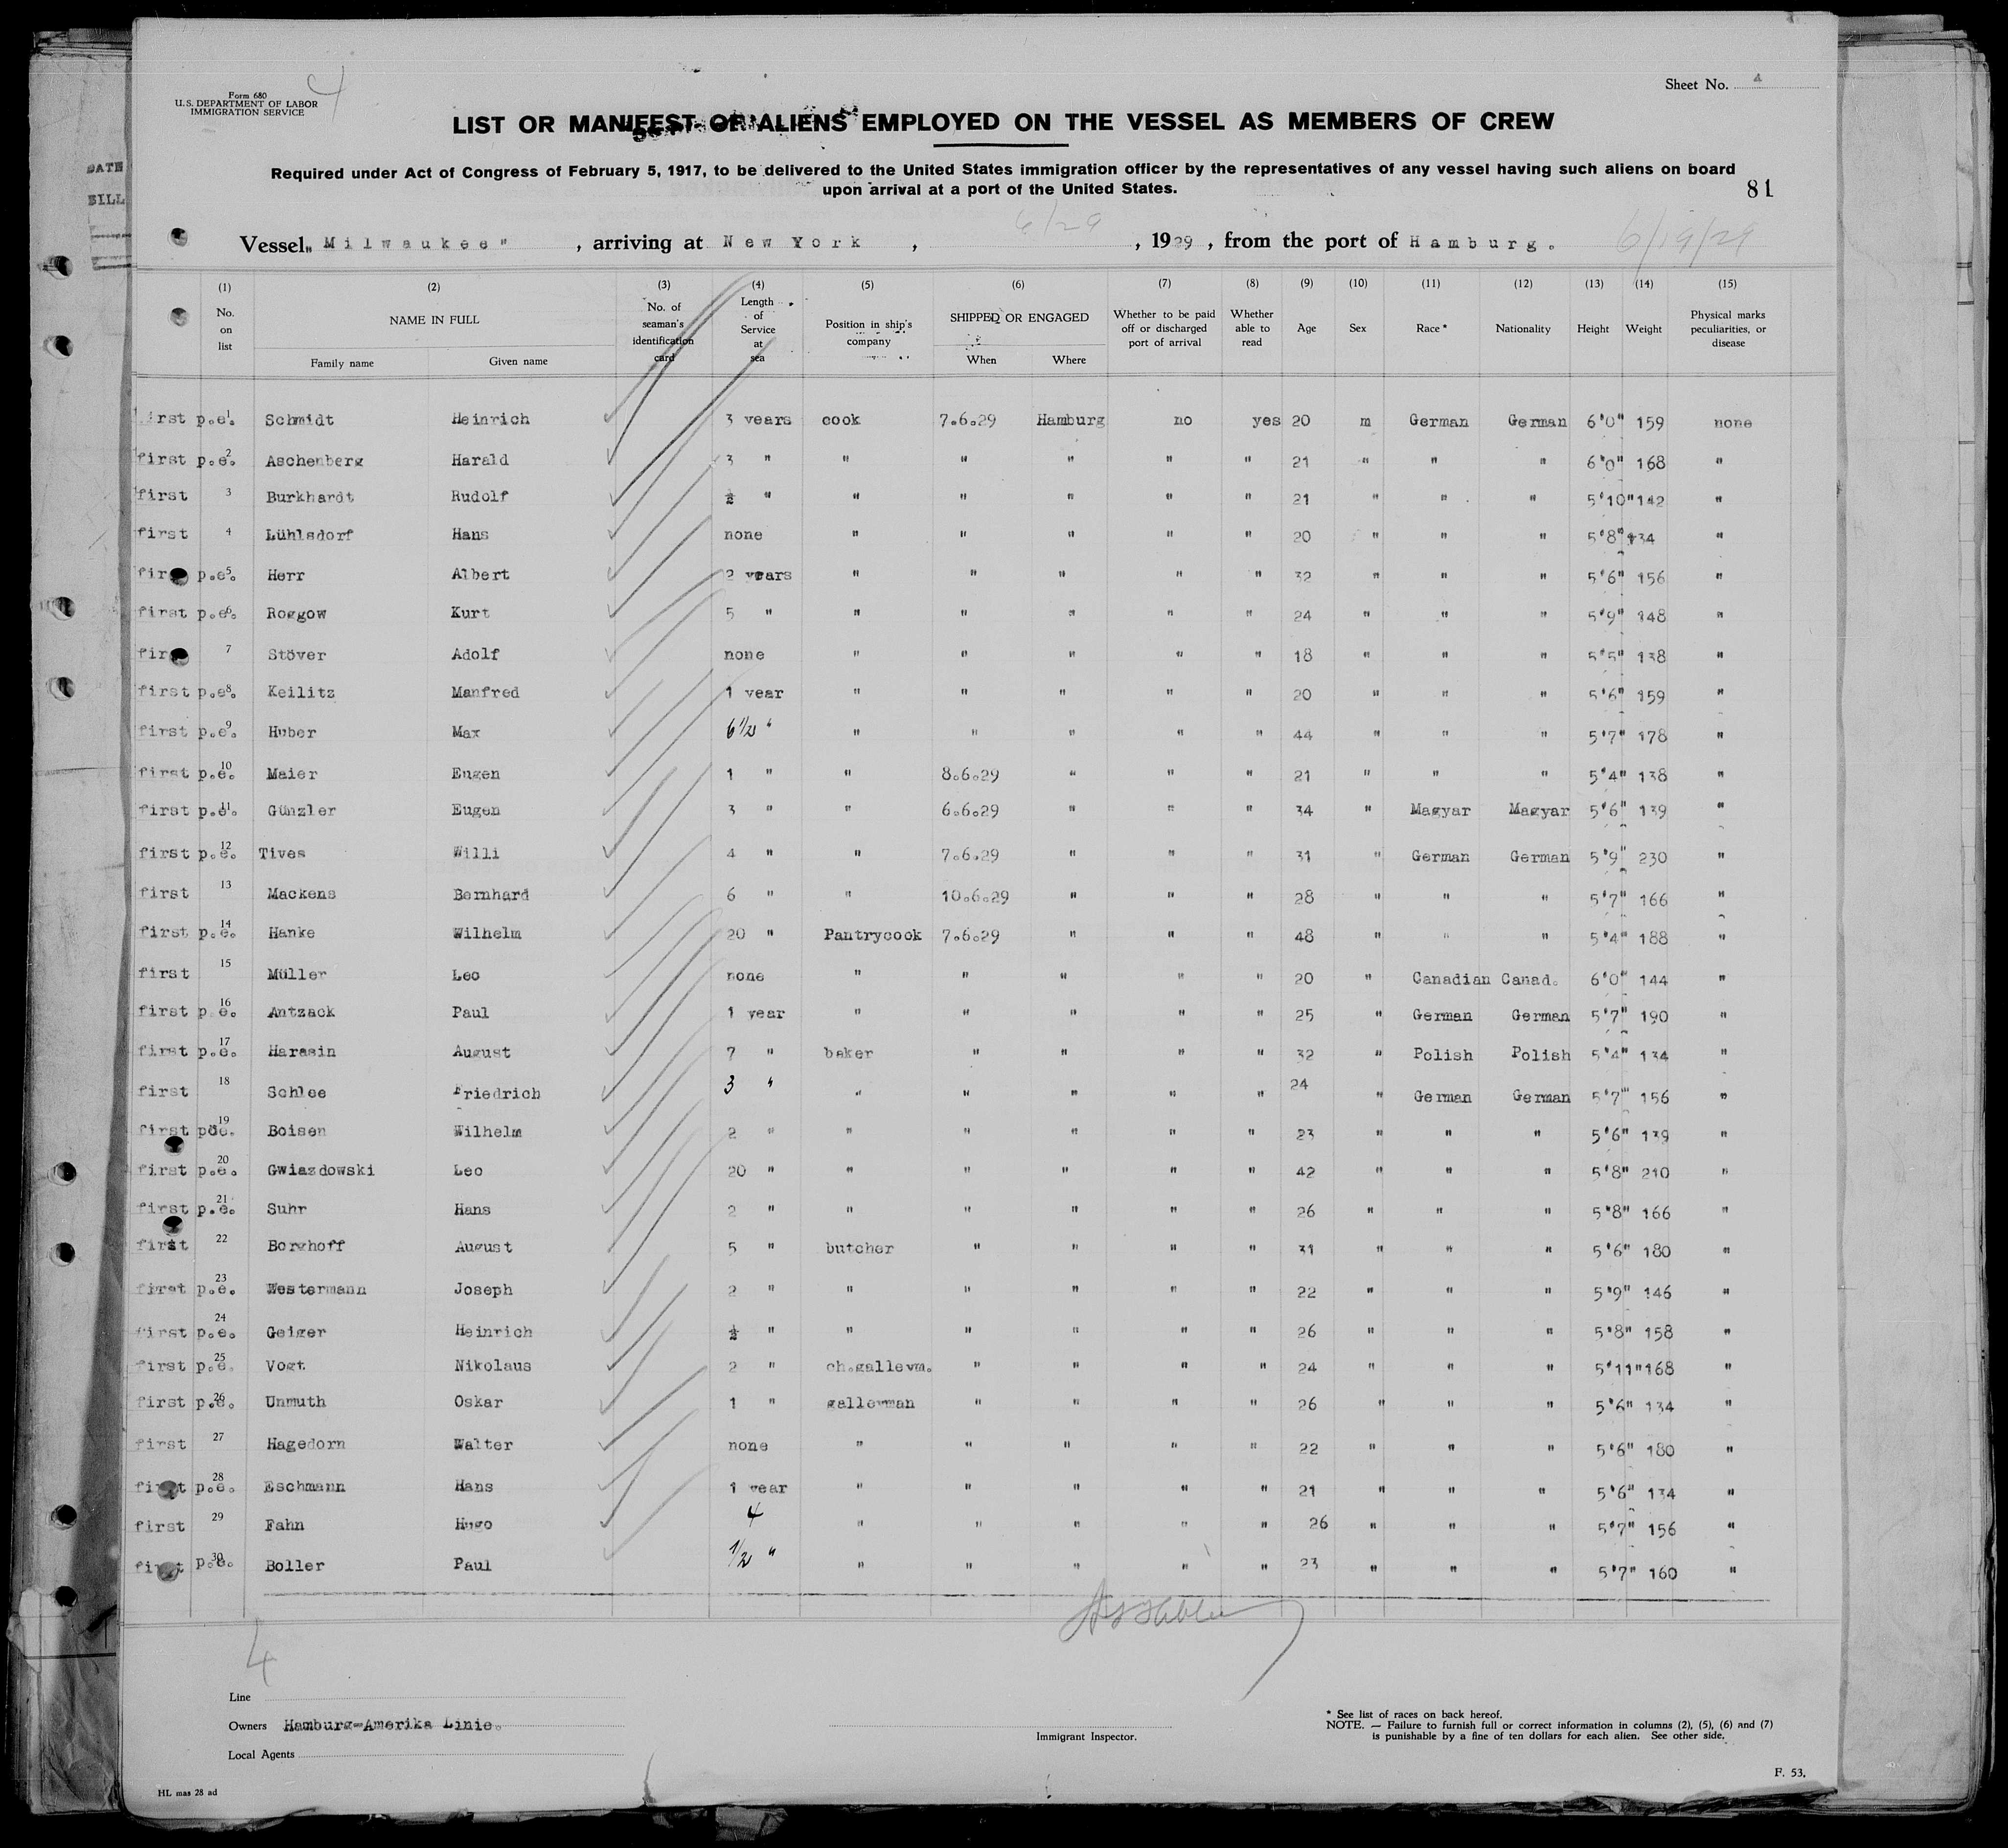 4
Form 680
U.S. DEPARTMENT OF LABOR
IMMIGRATION SERVICE
Sheet No. 4
LIST OR MANIFEST OF ALIENS EMPLOYED ON THE VESSEL AS MEMBERS OF CREW
Required under Act of Congress of February 5, 1917, to be delivered to the United States immigration officer by the representatives of any vessel having such aliens on board
upon arrival at a port of the United States.
81
DATE
BILL
Vessel „Milwaukee" , arriving at New York , 6/29 , 1929 , from the port of Hamburg. 6/19/29
(1) (2) (3) (4) (5) (6) (7) (8) (9) (10) (11) (12) (13) (14) (15)
No. on list NAME IN FULL Family name Given name No. of seaman's identification card Length of Service at sea Position in ship's company SHIPPED OR ENGAGED When Where Whether to be paid off or discharged port of arrival Whether able to read Age Sex Race* Nationality Height Weight Physical marks peculiarities, or disease
first p.e. 1 Schmidt Heinrich 3 years cook 7.6.29 Hamburg no yes 20 m German German 6'0" 159 none
first p.e. 2 Aschenberg Harald 3 " " " " " " 21 " " " 6'0" 168 "
first 3 Burkhardt Rudolf ½ " " " " " " 21 " " " 5'10" 142 "
first 4 Lühlsdorf Hans none " " " " " 20 " " " 5'8" 134 "
first p.e. 5 Herr Albert 2 years " " " " " 32 " " " 5'6" 156 "
first p.e. 6 Roggow Kurt 5 " " " " " " 24 " " " 5'9" 148 "
first 7 Stöver Adolf none " " " " " 18 " " " 5'5" 138 "
first p.e. 8 Keilitz Manfred 1 year " " " " " 20 " " " 5'6" 159 "
first p.e. 9 Huber Max 6 1/2 " " " " " " 44 " " " 5'7" 178 "
first p.e. 10 Maier Eugen 1 " " 8.6.29 " " " 21 " " " 5'4" 138 "
first p.e. 11 Günzler Eugen 3 " " 6.6.29 " " " 34 " Magyar Magyar 5'6" 139 "
first p.e. 12 Tives Willi 4 " " 7.6.29 " " " 31 " German German 5'9" 230 "
first 13 Mackens Bernhard 6 " " 10.6.29 " " " 28 " " " 5'7" 166 "
first p.e. 14 Hanke Wilhelm 20 " Pantrycook 7.6.29 " " " 48 " " " 5'4" 188 "
first 15 Müller Leo none " " " " " 20 " Canadian Canad. 6'0" 144 "
first p.e. 16 Antzack Paul 1 year " " " " " 25 " German German 5'7" 190 "
first p.e. 17 Harasin August 7 " baker " " " " 32 " Polish Polish 5'4" 134 "
first 18 Schlee Friedrich 3 " " " " " " 24 " German German 5'7" 156 "
first pöe. 19 Boisen Wilhelm 2 " " " " " " 23 " " " 5'6" 139 "
first p.e. 20 Gwiazdowski Leo 20 " " " " " " 42 " " " 5'8" 210 "
first p.e. 21 Suhr Hans 2 " " " " " " 26 " " " 5'8" 166 "
first 22 Borghoff August 5 " butcher " " " " 31 " " " 5'6" 180 "
first p.e. 23 Westermann Joseph 2 " " " " " " 22 " " " 5'9" 146 "
first p.e. 24 Geiger Heinrich ½ " " " " " " 26 " " " 5'8" 158 "
first p.e. 25 Vogt Nikolaus 2 " ch.galleym. " " " " 24 " " " 5'11" 168 "
first p.e. 26 Unmuth Oskar 1 " galleyman " " " " 26 " " " 5'6" 134 "
first 27 Hagedorn Walter none " " " " " 22 " " " 5'6" 180 "
first p.e. 28 Eschmann Hans 1 year " " " " " 21 " " " 5'6" 134 "
first 29 Fahn Hugo 4 " " " " " 26 " " " 5'7" 156 "
first p.e. 30 Boller Paul 1/2 " " " " " " 23 " " " 5'7" 160 "
4
Line
Owners Hamburg-Amerika Linie.
Local Agents
Immigrant Inspector.
* See list of races on back hereof.
NOTE. — Failure to furnish full or correct information in columns (2), (5), (6) and (7)
is punishable by a fine of ten dollars for each alien. See other side.
F. 53.
HL mas 28 ad